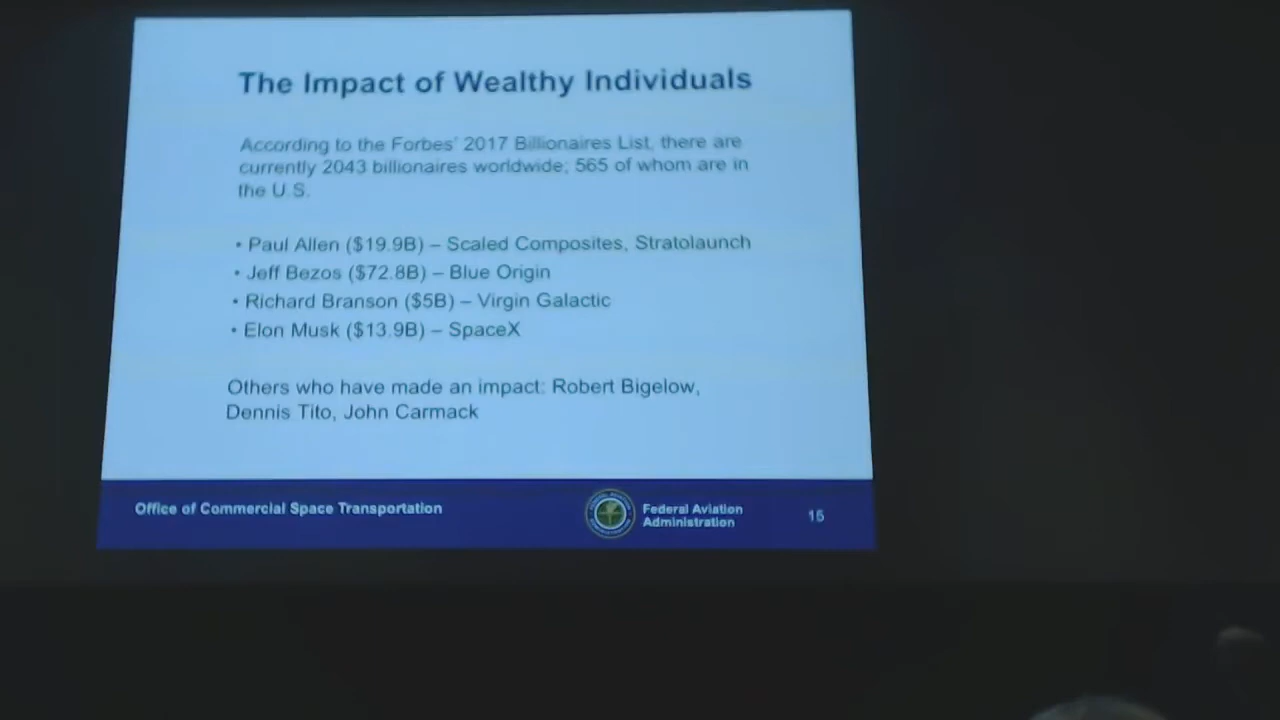 The Impact of Wealthy Individuals
According to the Forbes' 2017 Billionaires List, there are
currently 2043 billionaires worldwide; 565 of whom are in
the U.S.
• Paul Allen ($19.9B) – Scaled Composites, Stratolaunch
• Jeff Bezos ($72.8B) – Blue Origin
• Richard Branson ($5B) – Virgin Galactic
• Elon Musk ($13.9B) – SpaceX
Others who have made an impact: Robert Bigelow,
Dennis Tito, John Carmack
Office of Commercial Space Transportation
Federal Aviation
Administration
15